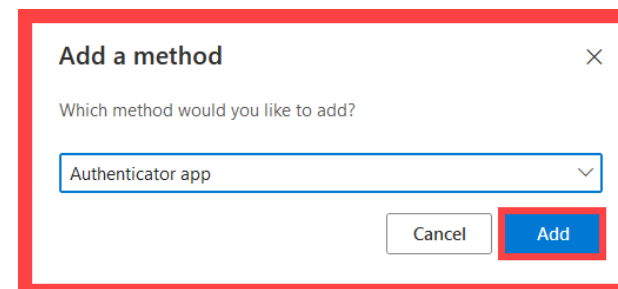 Add a method
Which method would you like to add?
Authenticator app
Cancel
Add